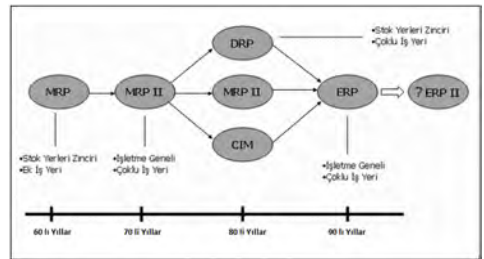 DRP
•Stok Yerleri Zinciri
•Çoklu İş Yeri
MRP
MRP II
MRP II
ERP
? ERP II
CIM
•Stok Yerleri Zinciri
•Ek İş Yeri
•İşletme Geneli
•Çoklu İş Yeri
•İşletme Geneli
•Çoklu İş Yeri
60 lı Yıllar
70 li Yıllar
80 li Yıllar
90 lı Yıllar